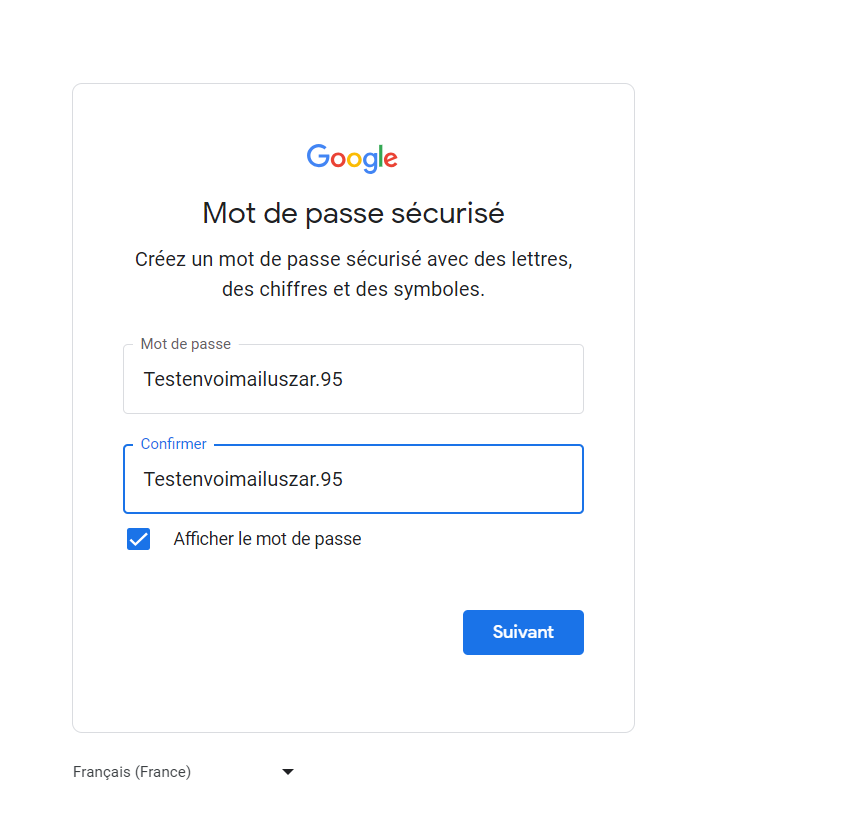 Google
Mot de passe sécurisé
Créez un mot de passe sécurisé avec des lettres,
des chiffres et des symboles.
Mot de passe
Testenvoimailuszar.95
Confirmer
Testenvoimailuszar.95
Afficher le mot de passe
Suivant
Français (France)